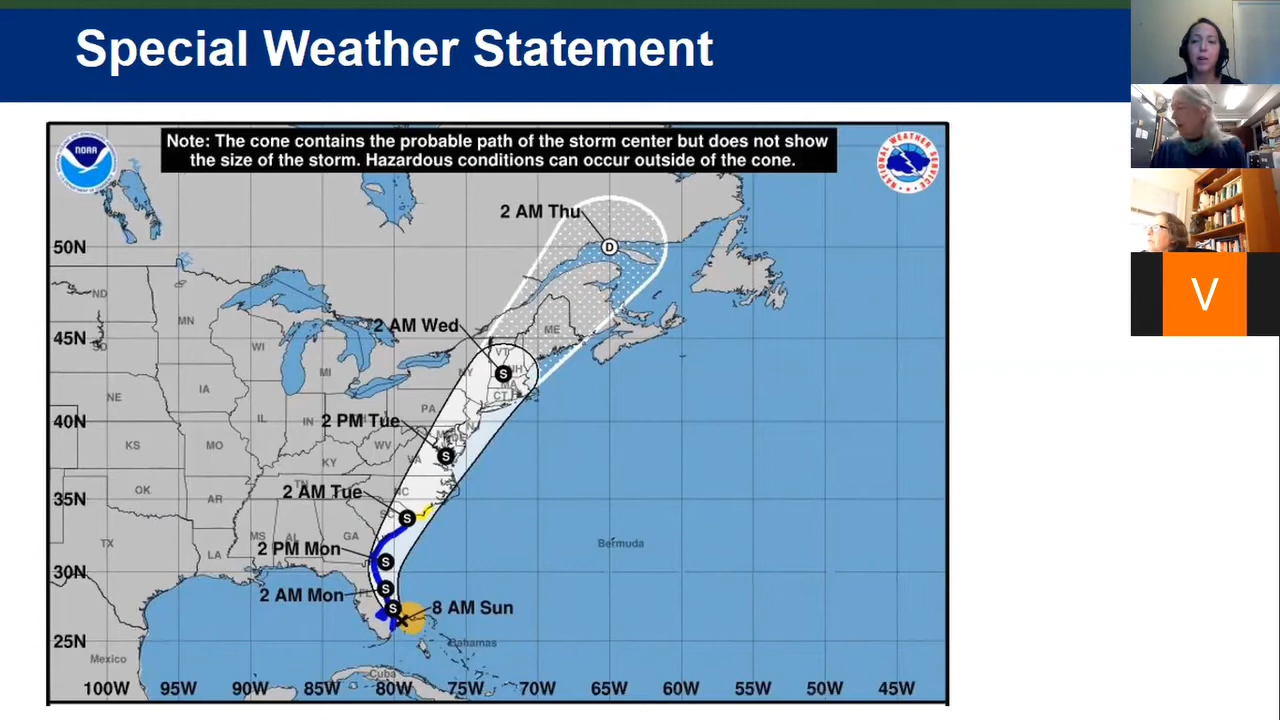 Special Weather Statement
Note: The cone contains the probable path of the storm center but does not show
the size of the storm. Hazardous conditions can occur outside of the cone.
NOAA
NATIONAL WEATHER SERVICE
2 AM Thu
D
50N
ND
MN
2 AM Wed
ME
45N
SD
WI
VT
NH
S
MI
NY
MA
CT
NE
IA
PA
2 PM Tue
40N
IL
IN
KS
MO
WV
VA
S
KY
2 AM Tue
TN
NC
OK
35N
AR
SC
S
MS
AL
GA
TX
2 PM Mon
Bermuda
LA
S
30N
2 AM Mon
FL
S
S
8 AM Sun
25N
Bahamas
Mexico
Cuba
100W 95W 90W 85W 80W 75W 70W 65W 60W 55W 50W 45W
V